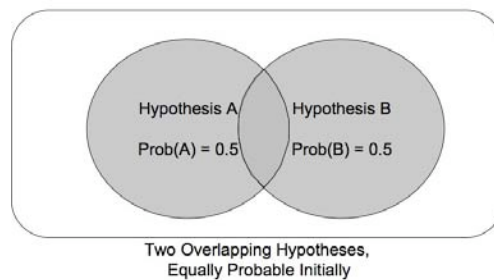 Hypothesis A
Hypothesis B
Prob(A) = 0.5
Prob(B) = 0.5
Two Overlapping Hypotheses,
Equally Probable Initially